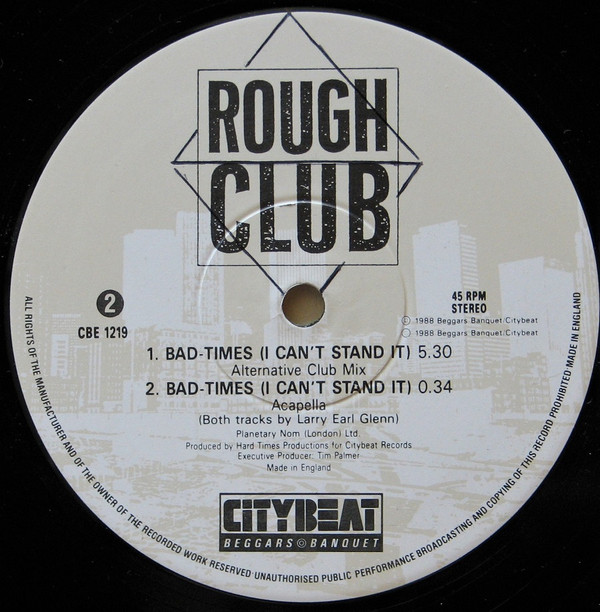 ROUGH
CLUB
2
CBE 1219
45 RPM
STEREO
Ⓟ 1988 Beggars Banquet/Citybeat
© 1988 Beggars Banquet/Citybeat
1. BAD-TIMES (I CAN'T STAND IT) 5.30
Alternative Club Mix
2. BAD-TIMES (I CAN'T STAND IT) 0.34
Acapella
(Both tracks by Larry Earl Glenn)
Planetary Nom (London) Ltd.
Produced by Hard Times Productions for Citybeat Records
Executive Producer: Tim Palmer
Made in England
CITYBEAT
BEGGARS BANQUET
ALL RIGHTS OF THE MANUFACTURER AND OF THE OWNER OF THE RECORDED WORK RESERVED·UNAUTHORISED PUBLIC PERFORMANCE BROADCASTING AND COPYING OF THIS RECORD PROHIBITED·MADE IN ENGLAND